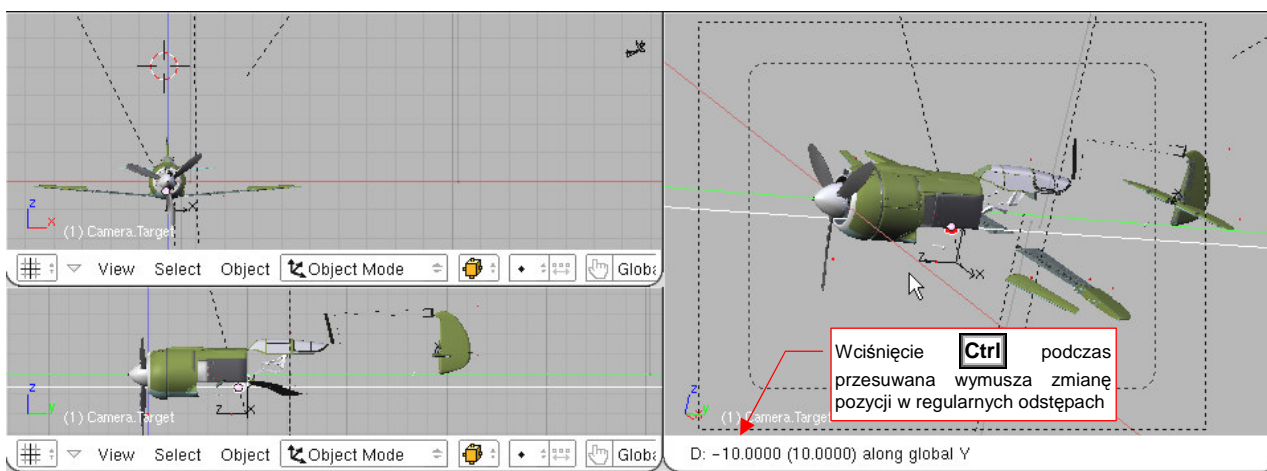 z
x
(1) Camera.Target
View Select Object Object Mode Globa
z
y
z x
(1) Camera.Target
View Select Object Object Mode Globa
z x
Wciśnięcie Ctrl podczas
przesuwana wymusza zmianę
pozycji w regularnych odstępach
z
y
(1) Camera.Target
D: -10.0000 (10.0000) along global Y